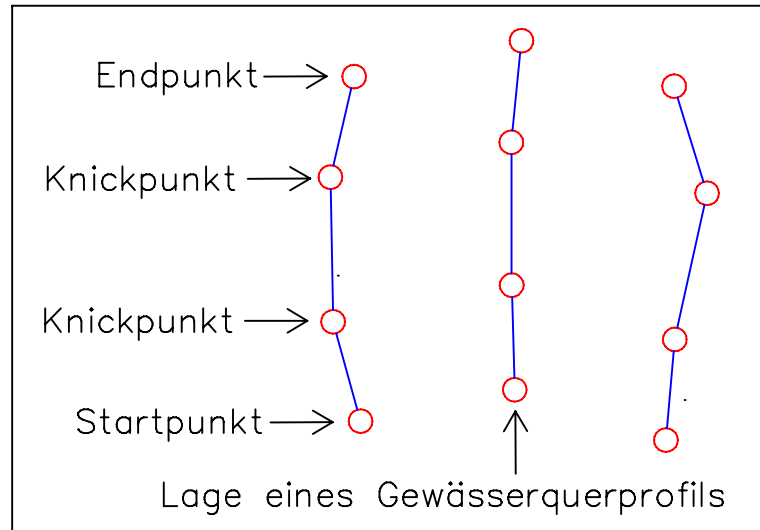 Endpunkt
Knickpunkt
Knickpunkt
Startpunkt
Lage eines Gewässerquerprofils